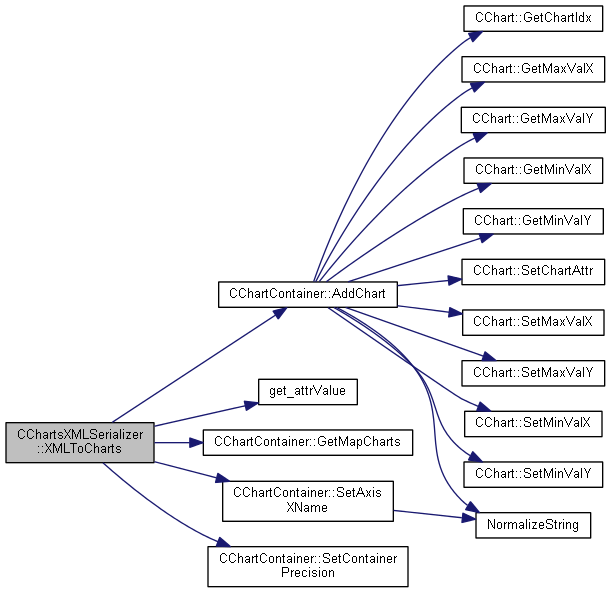 CChartsXMLSerializer
::XMLToCharts
CChartContainer::AddChart
get_attrValue
CChartContainer::GetMapCharts
CChartContainer::SetAxis
XName
CChartContainer::SetContainer
Precision
CChart::GetChartIdx
CChart::GetMaxValX
CChart::GetMaxValY
CChart::GetMinValX
CChart::GetMinValY
CChart::SetChartAttr
CChart::SetMaxValX
CChart::SetMaxValY
CChart::SetMinValX
CChart::SetMinValY
NormalizeString